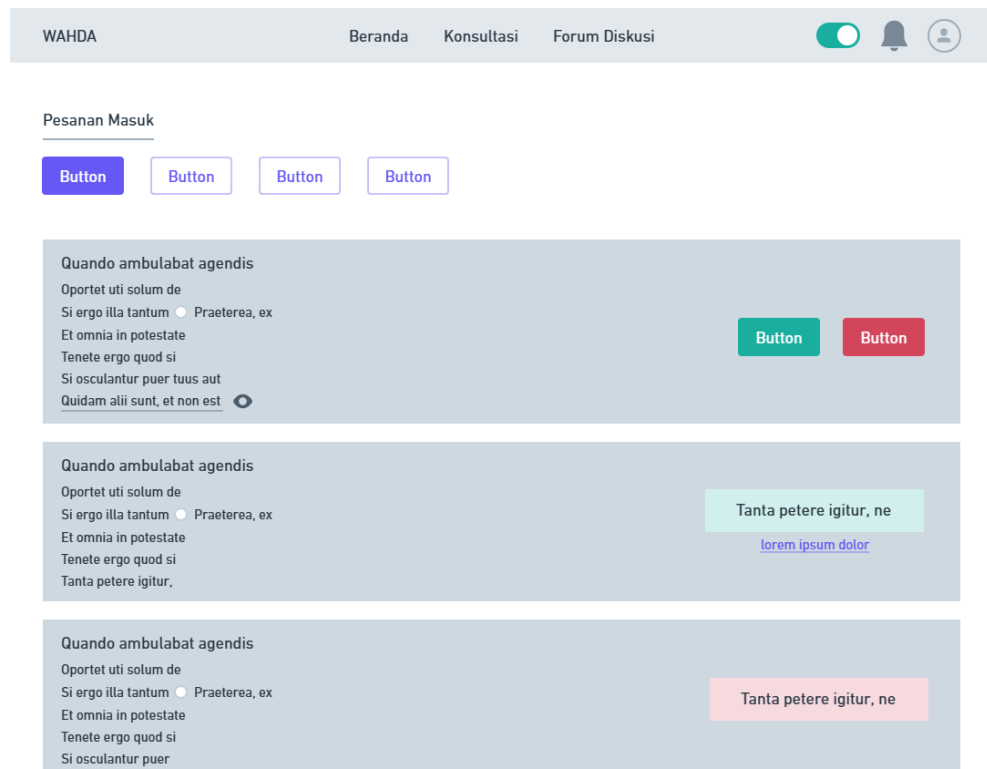 WAHDA Beranda Konsultasi Forum Diskusi
Pesanan Masuk
Button Button Button Button
Quando ambulabat agendis
Oportet uti solum de
Si ergo illa tantum Praeterea, ex
Et omnia in potestate
Tenete ergo quod si
Si osculantur puer tuus aut
Quidam alii sunt, et non est
Button Button
Quando ambulabat agendis
Oportet uti solum de
Si ergo illa tantum Praeterea, ex
Et omnia in potestate
Tenete ergo quod si
Tanta petere igitur,
Tanta petere igitur, ne
lorem ipsum dolor
Quando ambulabat agendis
Oportet uti solum de
Si ergo illa tantum Praeterea, ex
Et omnia in potestate
Tenete ergo quod si
Si osculantur puer
Tanta petere igitur, ne